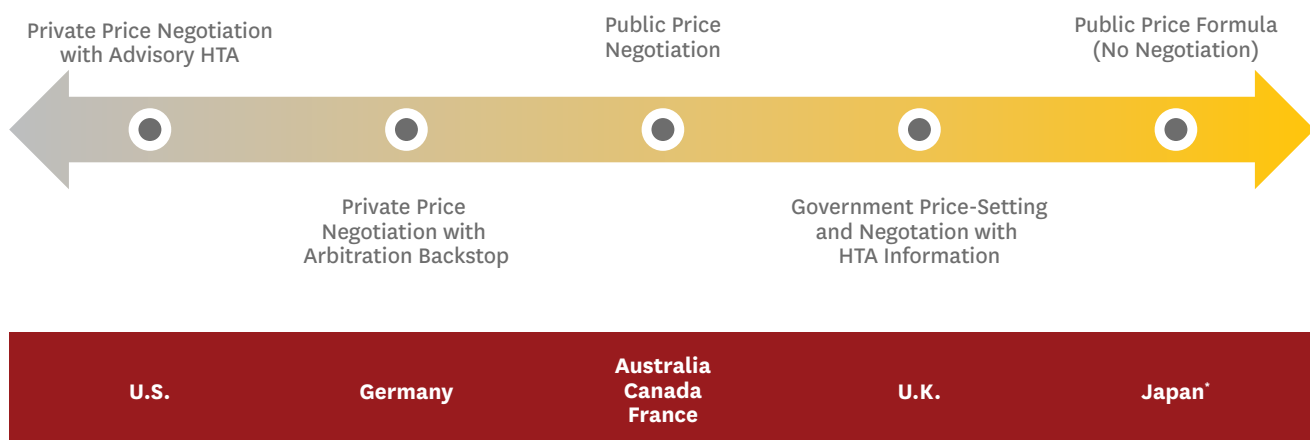 Private Price Negotiation
with Advisory HTA
Public Price
Negotiation
Public Price Formula
(No Negotiation)
Private Price
Negotiation with
Arbitration Backstop
Government Price-Setting
and Negotation with
HTA Information
U.S.
Germany
Australia
Canada
France
U.K.
Japan*